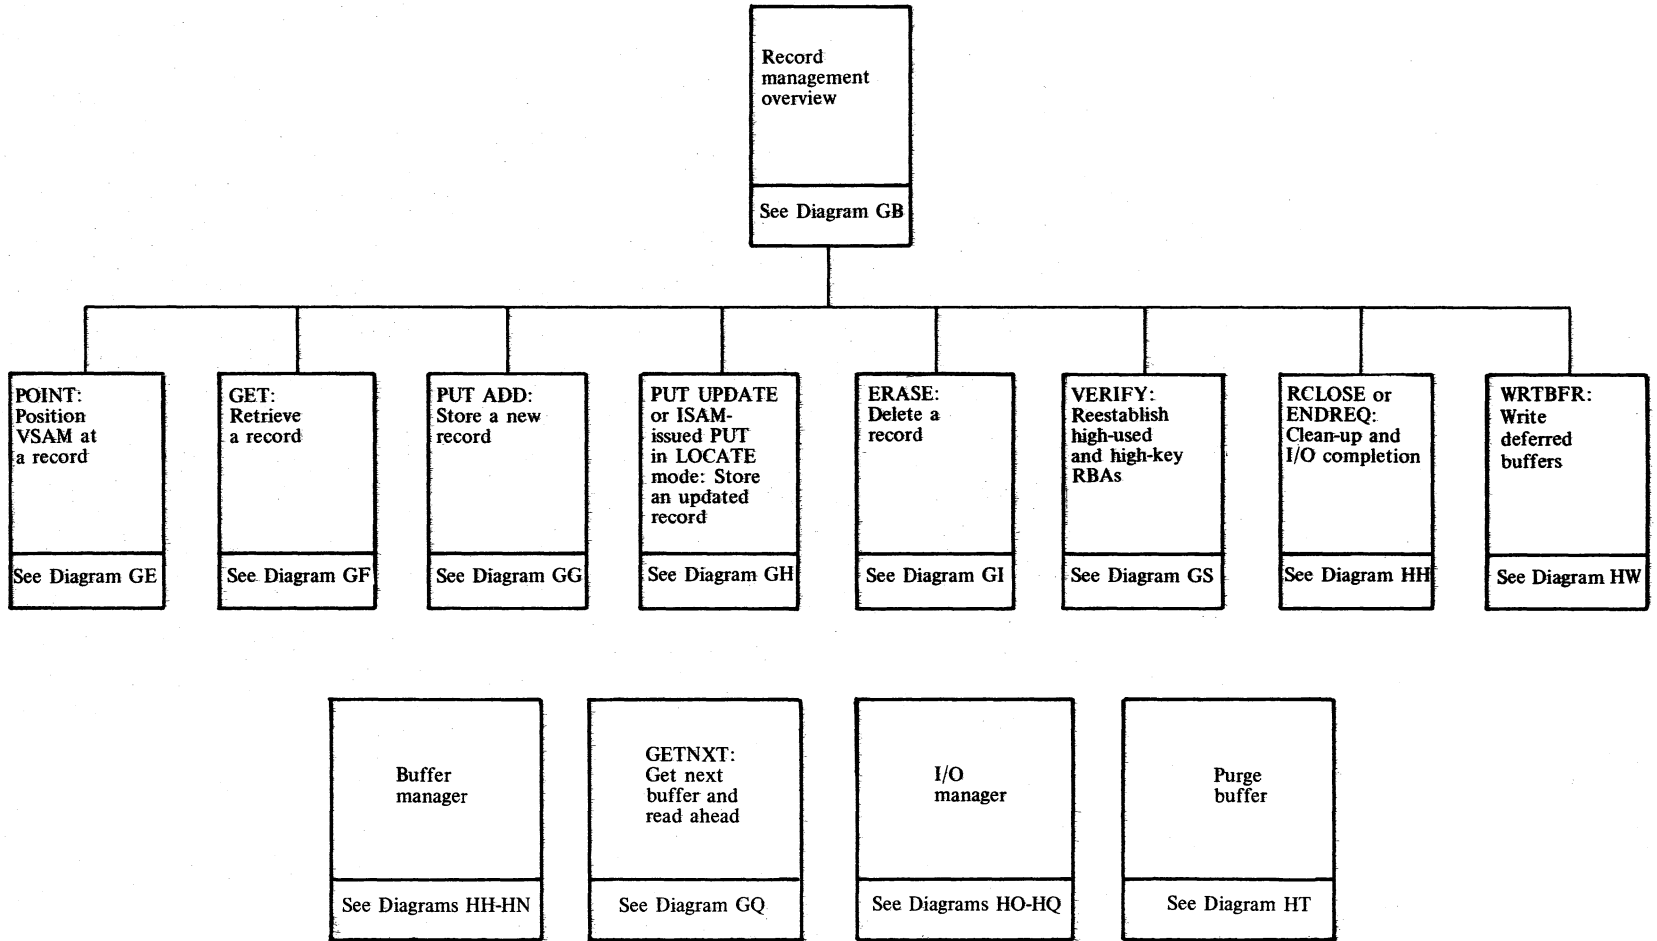 Record
management
overview
See Diagram GB
POINT:
Position
VSAM at
a record
See Diagram GE
GET:
Retrieve
a record
See Diagram GF
PUT ADD:
Store a new
record
See Diagram GG
PUT UPDATE
or ISAM-
issued PUT
in LOCATE
mode: Store
an updated
record
See Diagram GH
ERASE:
Delete a
record
See Diagram GI
VERIFY:
Reestablish
high-used
and high-key
RBAs
See Diagram GS
RCLOSE or
ENDREQ:
Clean-up and
I/O completion
See Diagram HH
WRTBFR:
Write
deferred
buffers
See Diagram HW
Buffer
manager
See Diagrams HH-HN
GETNXT:
Get next
buffer and
read ahead
See Diagram GQ
I/O
manager
See Diagrams HO-HQ
Purge
buffer
See Diagram HT